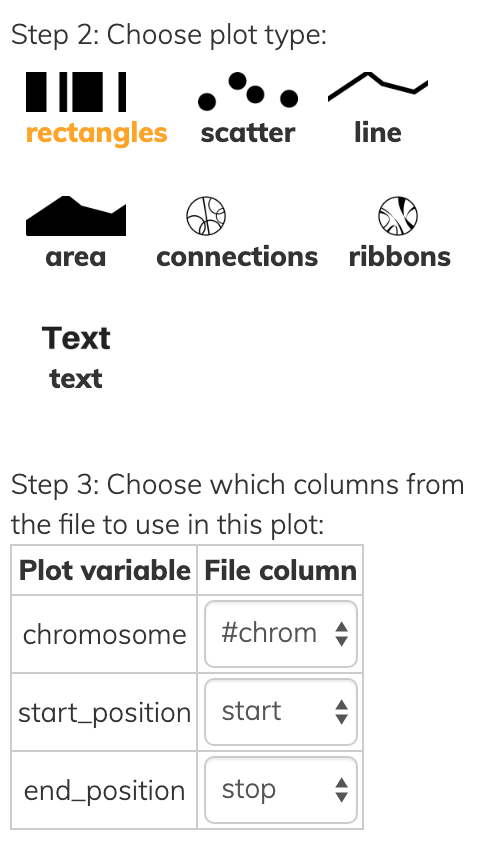 Step 2: Choose plot type:
rectangles scatter line
area connections ribbons
Text
text
Step 3: Choose which columns from
the file to use in this plot:
Plot variable File column
chromosome #chrom
start_position start
end_position stop